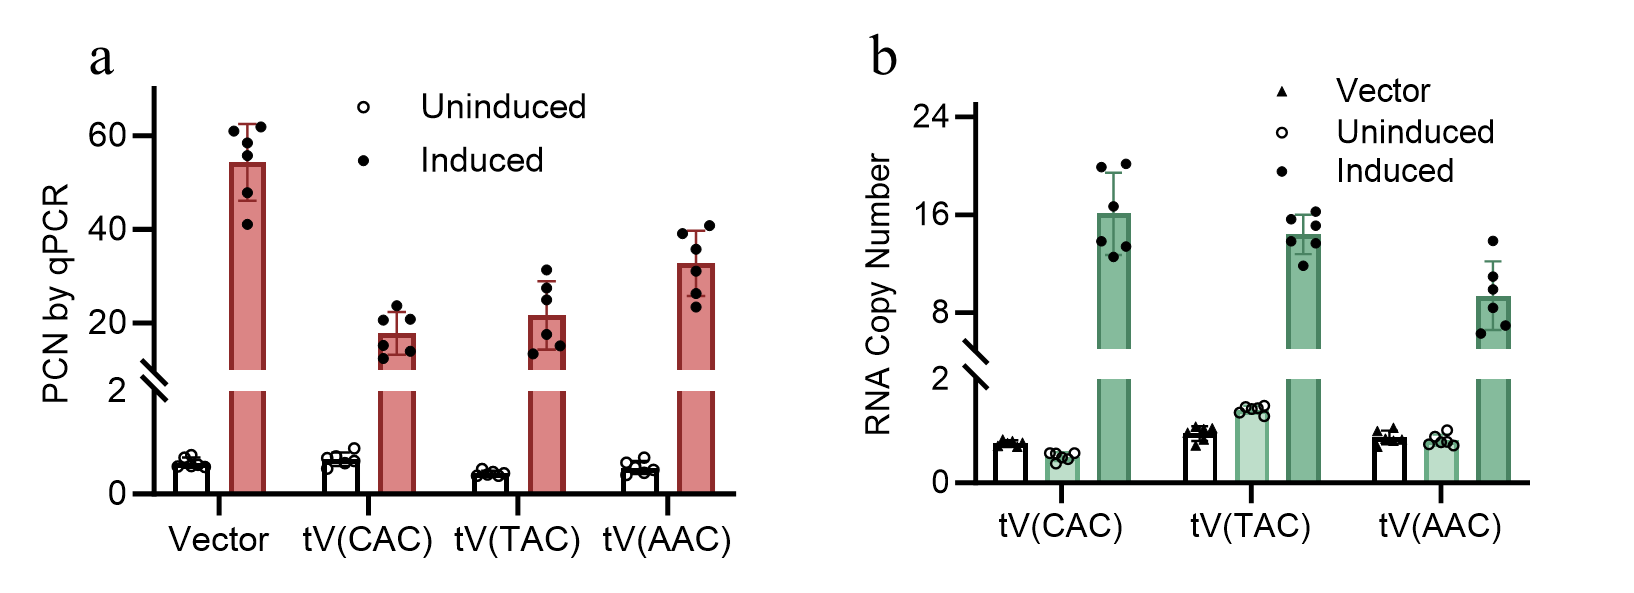 a
PCN by qPCR
60
40
20
2
0
Uninduced
Induced
Vector tV(CAC) tV(TAC) tV(AAC)
b
RNA Copy Number
24
16
8
2
0
Vector
Uninduced
Induced
tV(CAC) tV(TAC) tV(AAC)